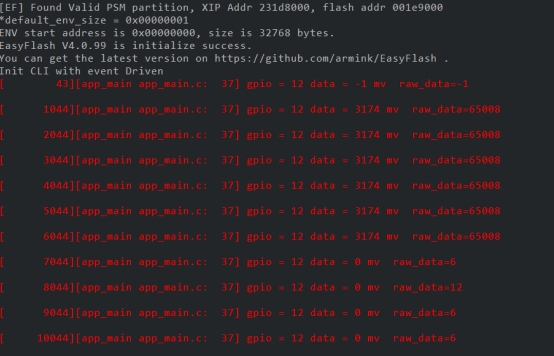 [EF] Found Valid PSM partition, XIP Addr 231d8000, flash addr 001e9000
*default_env_size = 0x00000001
ENV start address is 0x00000000, size is 32768 bytes.
EasyFlash V4.0.99 is initialize success.
You can get the latest version on https://github.com/armink/EasyFlash .
Init CLI with event Driven
[        43][app_main app_main.c:  37] gpio = 12 data = -1 mv  raw_data=-1
[      1044][app_main app_main.c:  37] gpio = 12 data = 3174 mv  raw_data=65008
[      2044][app_main app_main.c:  37] gpio = 12 data = 3174 mv  raw_data=65008
[      3044][app_main app_main.c:  37] gpio = 12 data = 3174 mv  raw_data=65008
[      4044][app_main app_main.c:  37] gpio = 12 data = 3174 mv  raw_data=65008
[      5044][app_main app_main.c:  37] gpio = 12 data = 3174 mv  raw_data=65008
[      6044][app_main app_main.c:  37] gpio = 12 data = 3174 mv  raw_data=65008
[      7044][app_main app_main.c:  37] gpio = 12 data = 0 mv  raw_data=6
[      8044][app_main app_main.c:  37] gpio = 12 data = 0 mv  raw_data=12
[      9044][app_main app_main.c:  37] gpio = 12 data = 0 mv  raw_data=6
[     10044][app_main app_main.c:  37] gpio = 12 data = 0 mv  raw_data=6